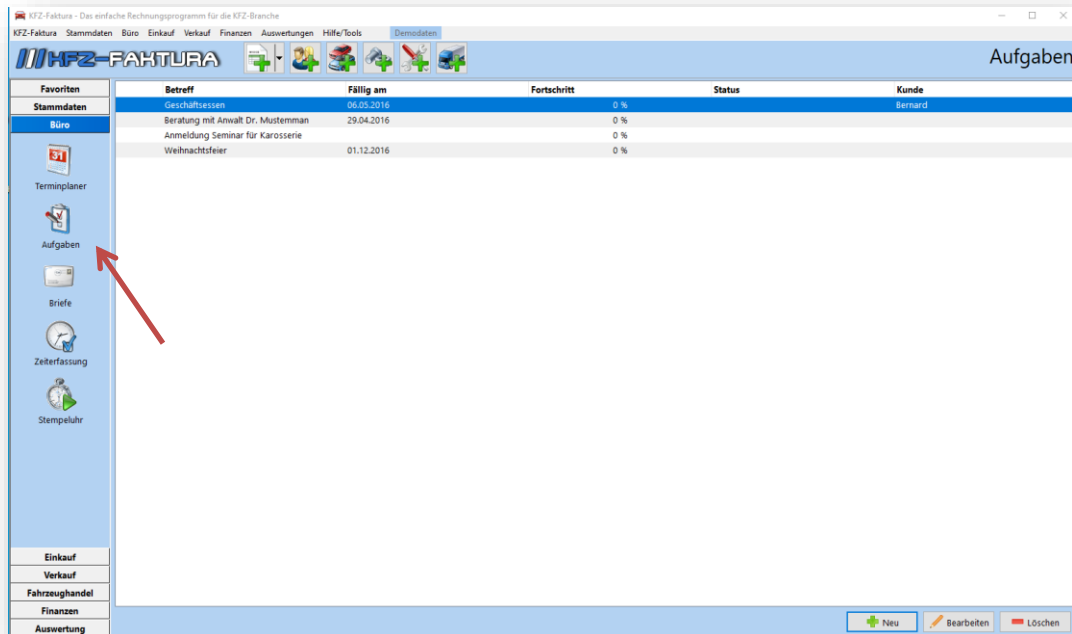 KFZ-Faktura - Das einfache Rechnungsprogramm für die KFZ-Branche
KFZ-Faktura Stammdaten Büro Einkauf Verkauf Finanzen Auswertungen Hilfe/Tools Demodaten
KFZ-FAKTURA Aufgaben
Favoriten
Stammdaten
Büro
31
Terminplaner
Aufgaben
Briefe
Zeiterfassung
Stempeluhr
Einkauf
Verkauf
Fahrzeughandel
Finanzen
Auswertung
Betreff Fällig am Fortschritt Status Kunde
Geschäftsessen 06.05.2016 0 % Bernard
Beratung mit Anwalt Dr. Mustemman 29.04.2016 0 %
Anmeldung Seminar für Karosserie 0 %
Weihnachtsfeier 01.12.2016 0 %
Neu Bearbeiten Löschen